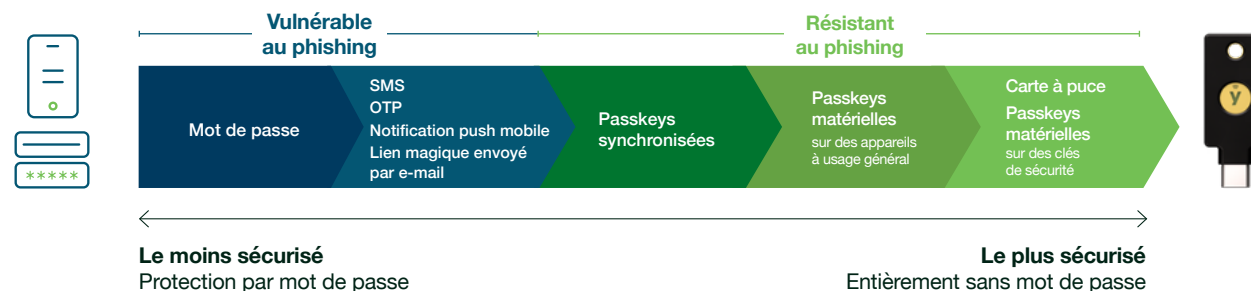 Vulnérable
au phishing
Résistant
au phishing
Mot de passe
SMS
OTP
Notification push mobile
Lien magique envoyé
par e-mail
Passkeys
synchronisées
Passkeys
matérielles
sur des appareils
à usage général
Carte à puce
Passkeys
matérielles
sur des clés
de sécurité
*****
y
Le moins sécurisé
Protection par mot de passe
Le plus sécurisé
Entièrement sans mot de passe